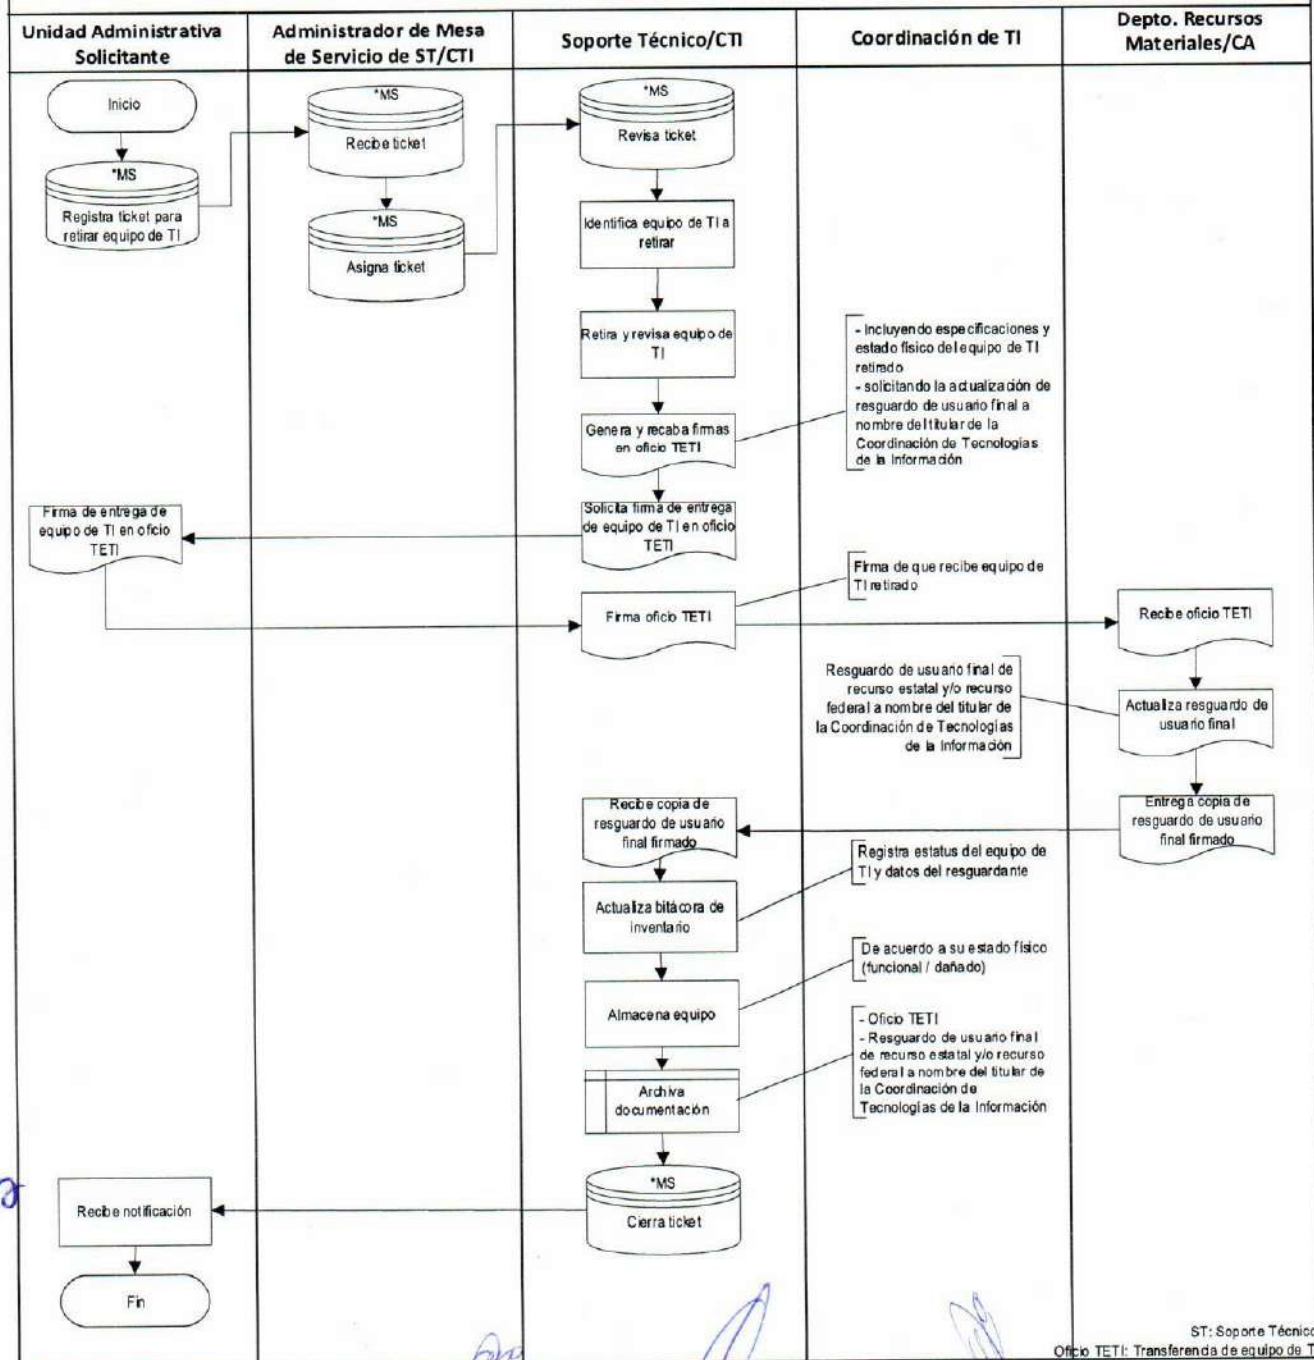 Unidad Administrativa
Solicitante
Administrador de Mesa
de Servicio de ST/CTI
Soporte Técnico/CTI
Coordinación de TI
Depto. Recursos
Materiales/CA
Inicio
*MS
Registra ticket para
retirar equipo de TI
*MS
Recibe ticket
*MS
Asigna ticket
*MS
Revisa ticket
Identifica equipo de TI a
retirar
Retira y revisa equipo de
TI
Genera y recaba firmas
en oficio TETI
- Incluyendo especificaciones y
estado físico del equipo de TI
retirado
- solicitando la actualización de
resguardo de usuario final a
nombre del titular de la
Coordinación de Tecnologías
de la Información
Solicita firma de entrega
de equipo de TI en oficio
TETI
Firma de entrega de
equipo de TI en oficio
TETI
Firma oficio TETI
Firma de que recibe equipo de
TI retirado
Recibe oficio TETI
Actualiza resguardo de
usuario final
Resguardo de usuario final de
recurso estatal y/o recurso
federal a nombre del titular de
la Coordinación de Tecnologías
de la Información
Entrega copia de
resguardo de usuario
final firmado
Recibe copia de
resguardo de usuario
final firmado
Actualiza bitácora de
inventario
Registra estatus del equipo de
TI y datos del resguardante
Almacena equipo
De acuerdo a su estado físico
(funcional / dañado)
Archiva
documentación
- Oficio TETI
- Resguardo de usuario final
de recurso estatal y/o recurso
federal a nombre del titular de
la Coordinación de
Tecnologías de la Información
*MS
Cierra ticket
Recibe notificación
Fin
ST: Soporte Técnico
Oficio TETI: Transferencia de equipo de T